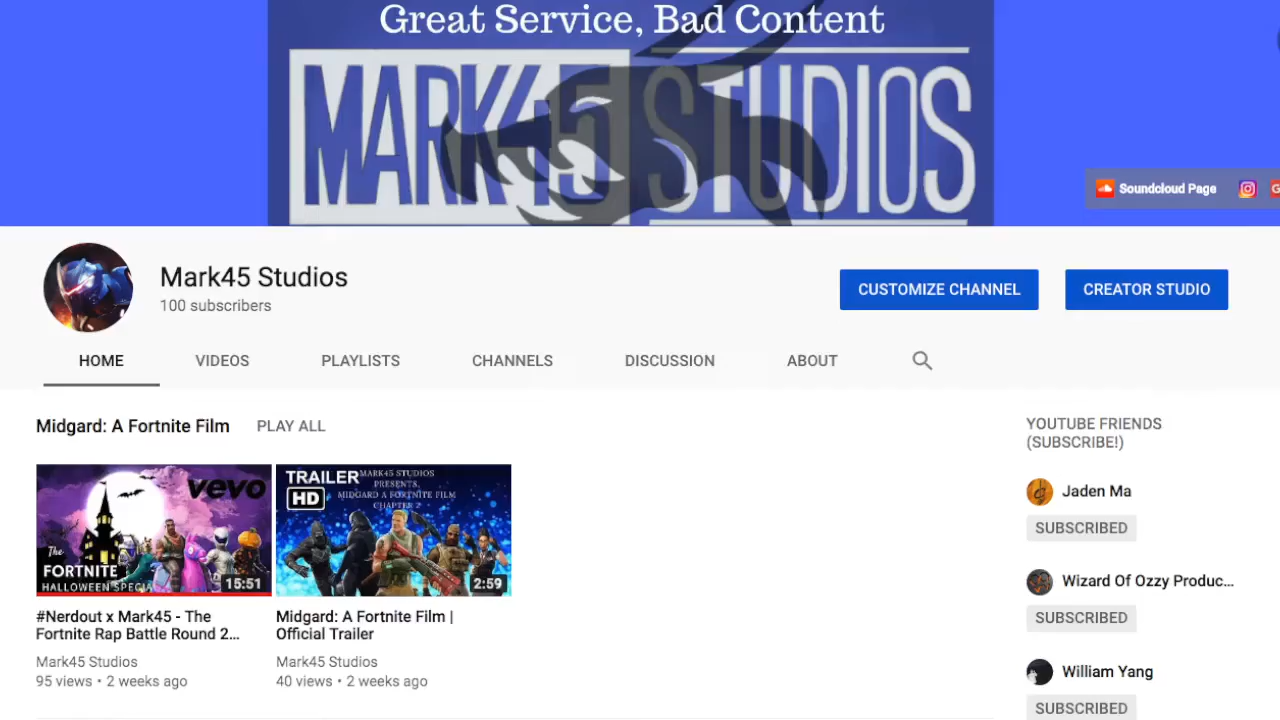 Great Service, Bad Content
MARK45 STUDIOS
Soundcloud Page
Mark45 Studios
100 subscribers
CUSTOMIZE CHANNEL
CREATOR STUDIO
HOME
VIDEOS
PLAYLISTS
CHANNELS
DISCUSSION
ABOUT
Midgard: A Fortnite Film
PLAY ALL
vevo
The
FORTNITE
HALLOWEEN SPECIA
15:51
#Nerdout x Mark45 - The
Fortnite Rap Battle Round 2...
Mark45 Studios
95 views • 2 weeks ago
TRAILER
HD
MARK45 STUDIOS
PRESENTS,
MIDGARD A FORTNITE FILM
CHAPTER 2
2:59
Midgard: A Fortnite Film |
Official Trailer
Mark45 Studios
40 views • 2 weeks ago
YOUTUBE FRIENDS
(SUBSCRIBE!)
Jaden Ma
SUBSCRIBED
Wizard Of Ozzy Produc...
SUBSCRIBED
William Yang
SUBSCRIBED